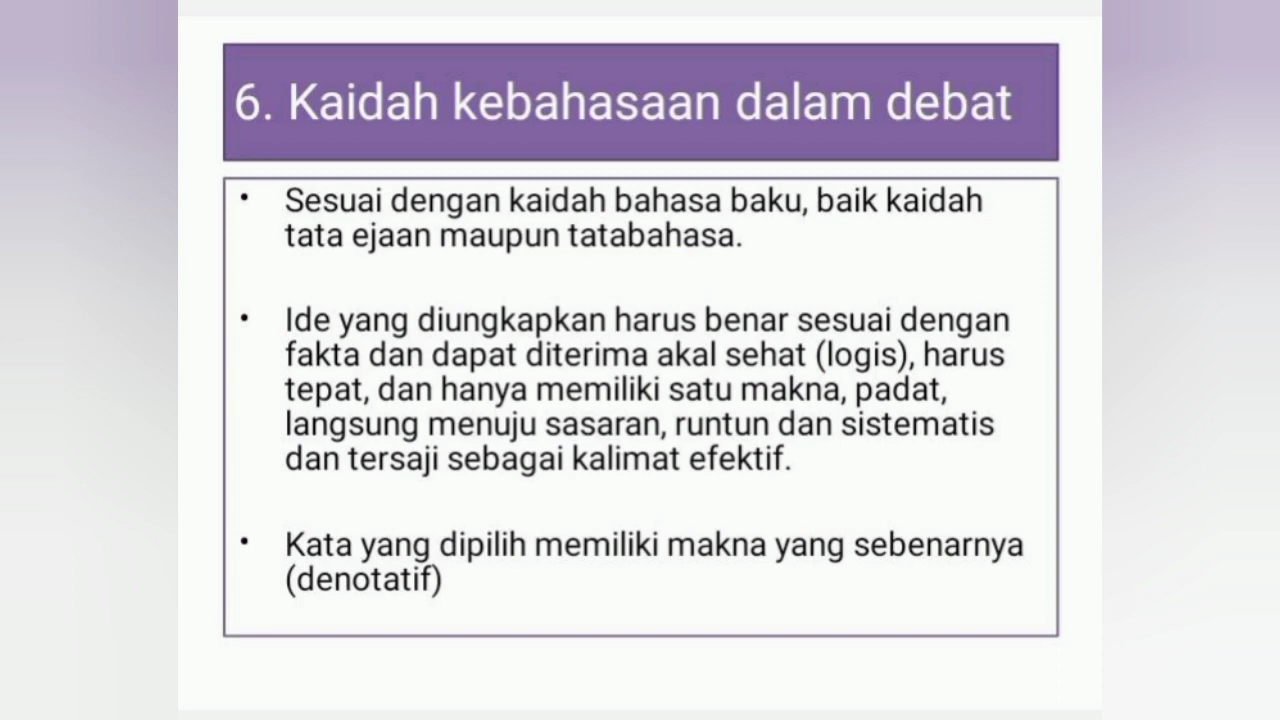 6. Kaidah kebahasaan dalam debat
• Sesuai dengan kaidah bahasa baku, baik kaidah
tata ejaan maupun tatabahasa.
• Ide yang diungkapkan harus benar sesuai dengan
fakta dan dapat diterima akal sehat (logis), harus
tepat, dan hanya memiliki satu makna, padat,
langsung menuju sasaran, runtun dan sistematis
dan tersaji sebagai kalimat efektif.
• Kata yang dipilih memiliki makna yang sebenarnya
(denotatif)